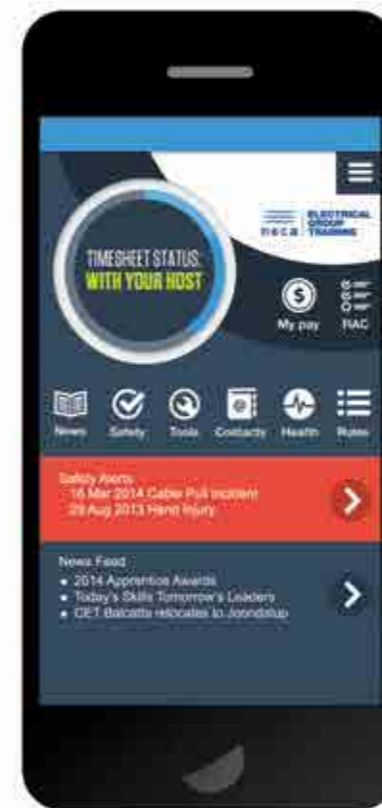 TIMESHEET STATUS:
WITH YOUR HOST
neca ELECTRICAL
GROUP
TRAINING
My pay RAC
News Safety Tools Contacts Health Rules
Safety Alerts
16 Mar 2014 Cable Pull Incident
29 Aug 2013 Hand Injury
News Feed
• 2014 Apprentice Awards
• Today's Skills Tomorrow's Leaders
• CET Balcatta relocates to Joondalup